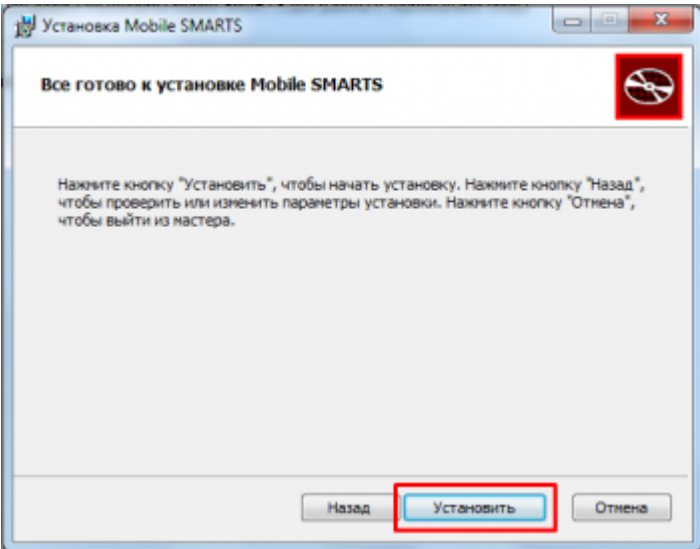 Установка Mobile SMARTS
Все готово к установке Mobile SMARTS
Нажмите кнопку "Установить", чтобы начать установку. Нажмите кнопку "Назад",
чтобы проверить или изменить параметры установки. Нажмите кнопку "Отмена",
чтобы выйти из мастера.
Назад
Установить
Отмена